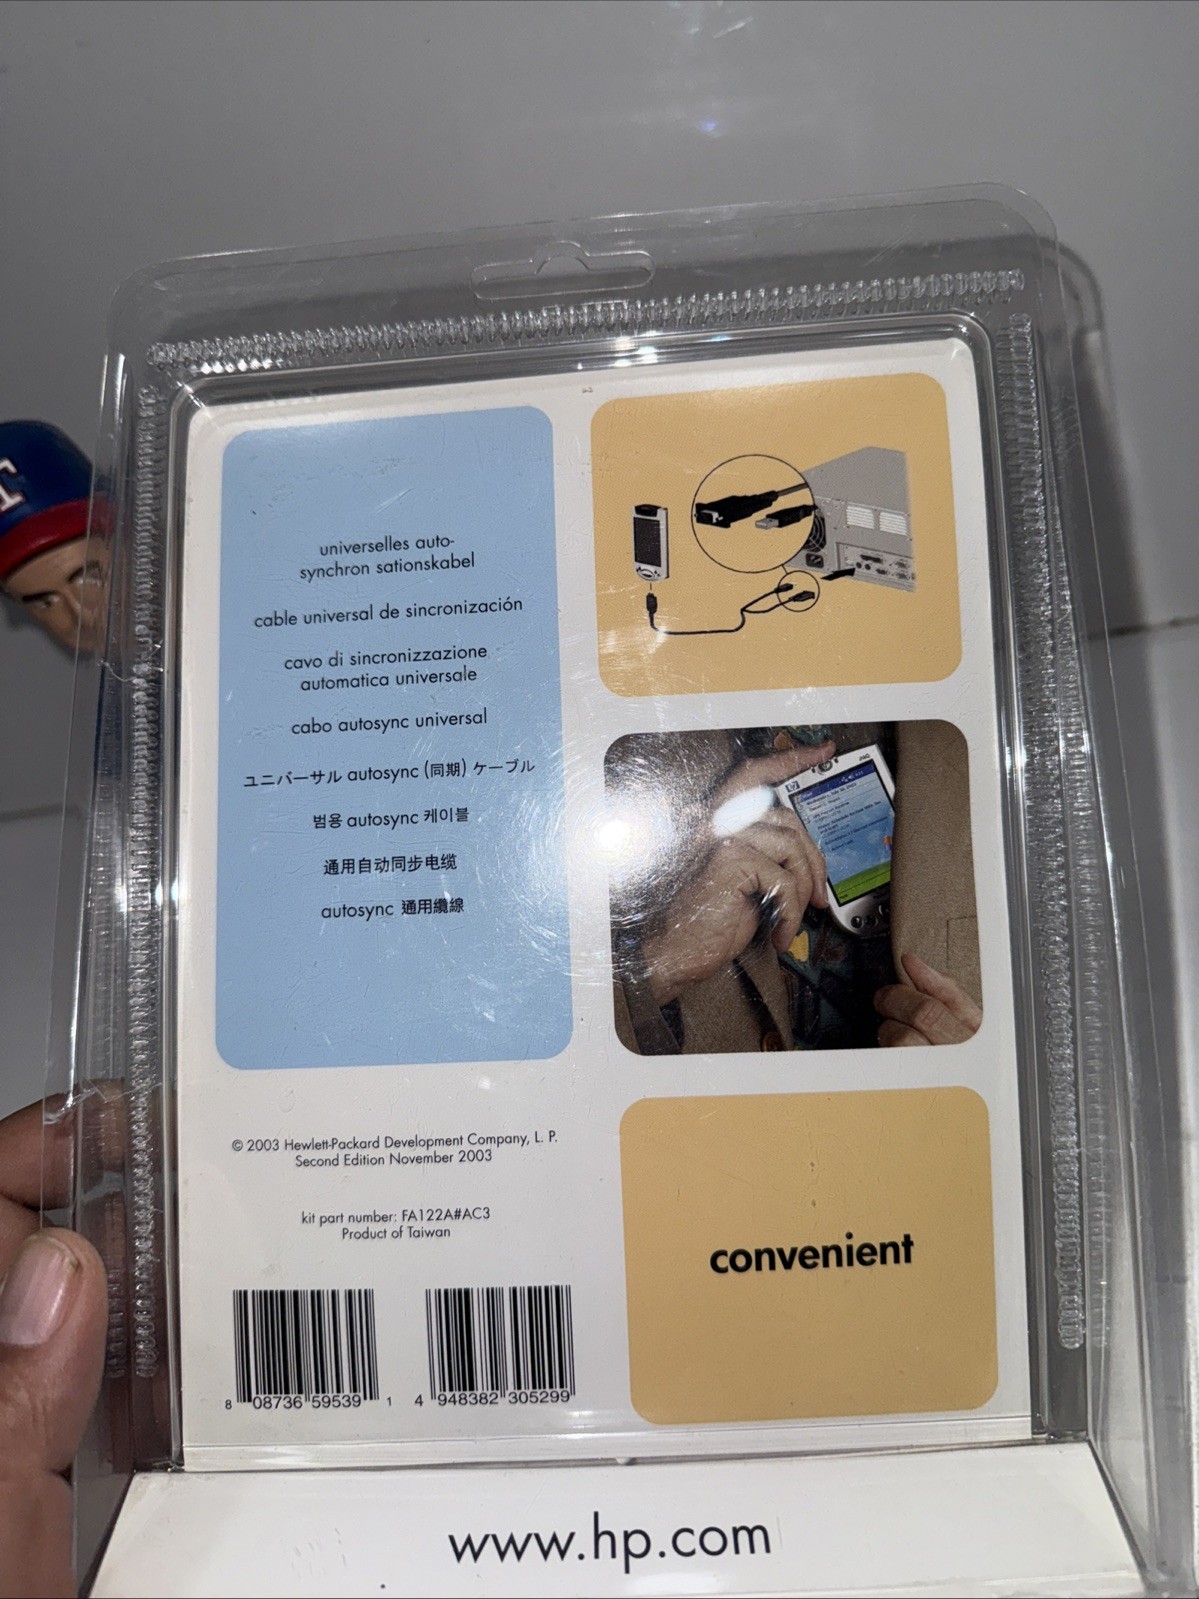 T
universelles auto-
synchron sationskabel
cable universal de sincronización
cavo di sincronizzazione
automatica universale
cabo autosync universal
ユニバーサル autosync (同期) ケーブル
범용 autosync 케이블
通用自动同步电缆
autosync 通用纜線
© 2003 Hewlett-Packard Development Company, L. P.
Second Edition November 2003
kit part number: FA122A#AC3
Product of Taiwan
8 08736 59539 1
4 948382 305299
convenient
www.hp.com